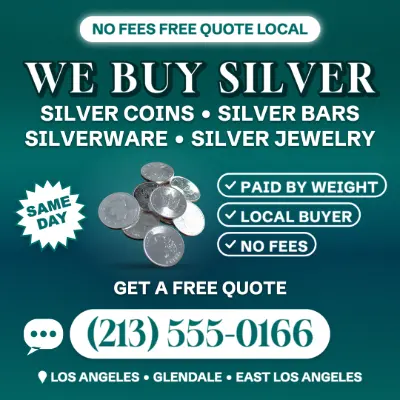 NO FEES FREE QUOTE LOCAL
WE BUY SILVER
SILVER COINS • SILVER BARS
SILVERWARE • SILVER JEWELRY
SAME
DAY
PAID BY WEIGHT
LOCAL BUYER
NO FEES
GET A FREE QUOTE
(213) 555-0166
LOS ANGELES • GLENDALE • EAST LOS ANGELES